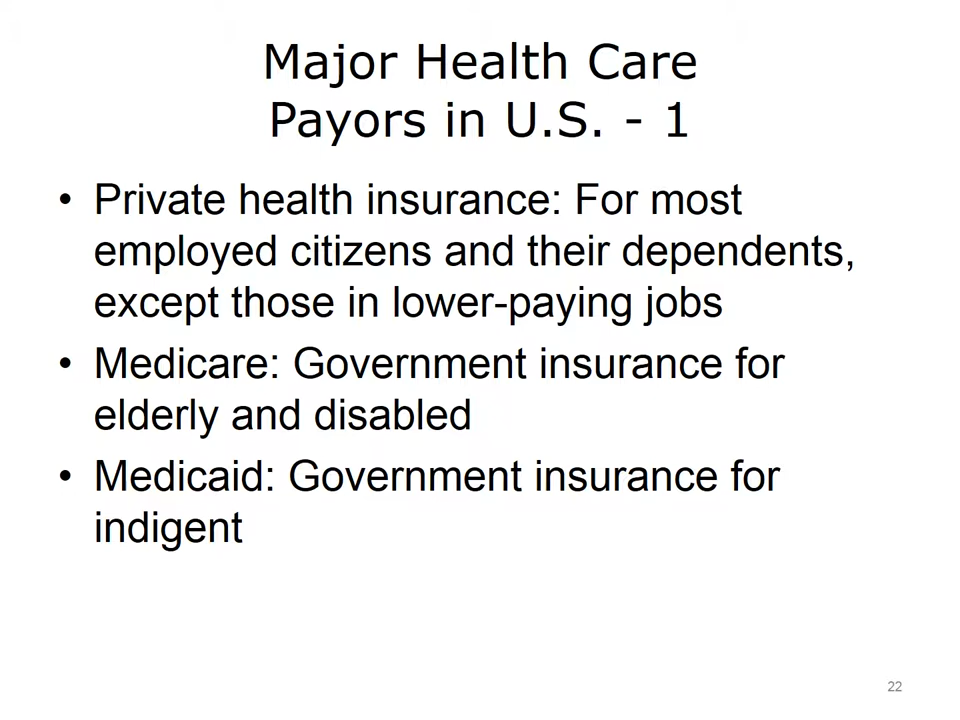 Major Health Care
Payors in U.S. - 1
• Private health insurance: For most
employed citizens and their dependents,
except those in lower-paying jobs
• Medicare: Government insurance for
elderly and disabled
• Medicaid: Government insurance for
indigent
22